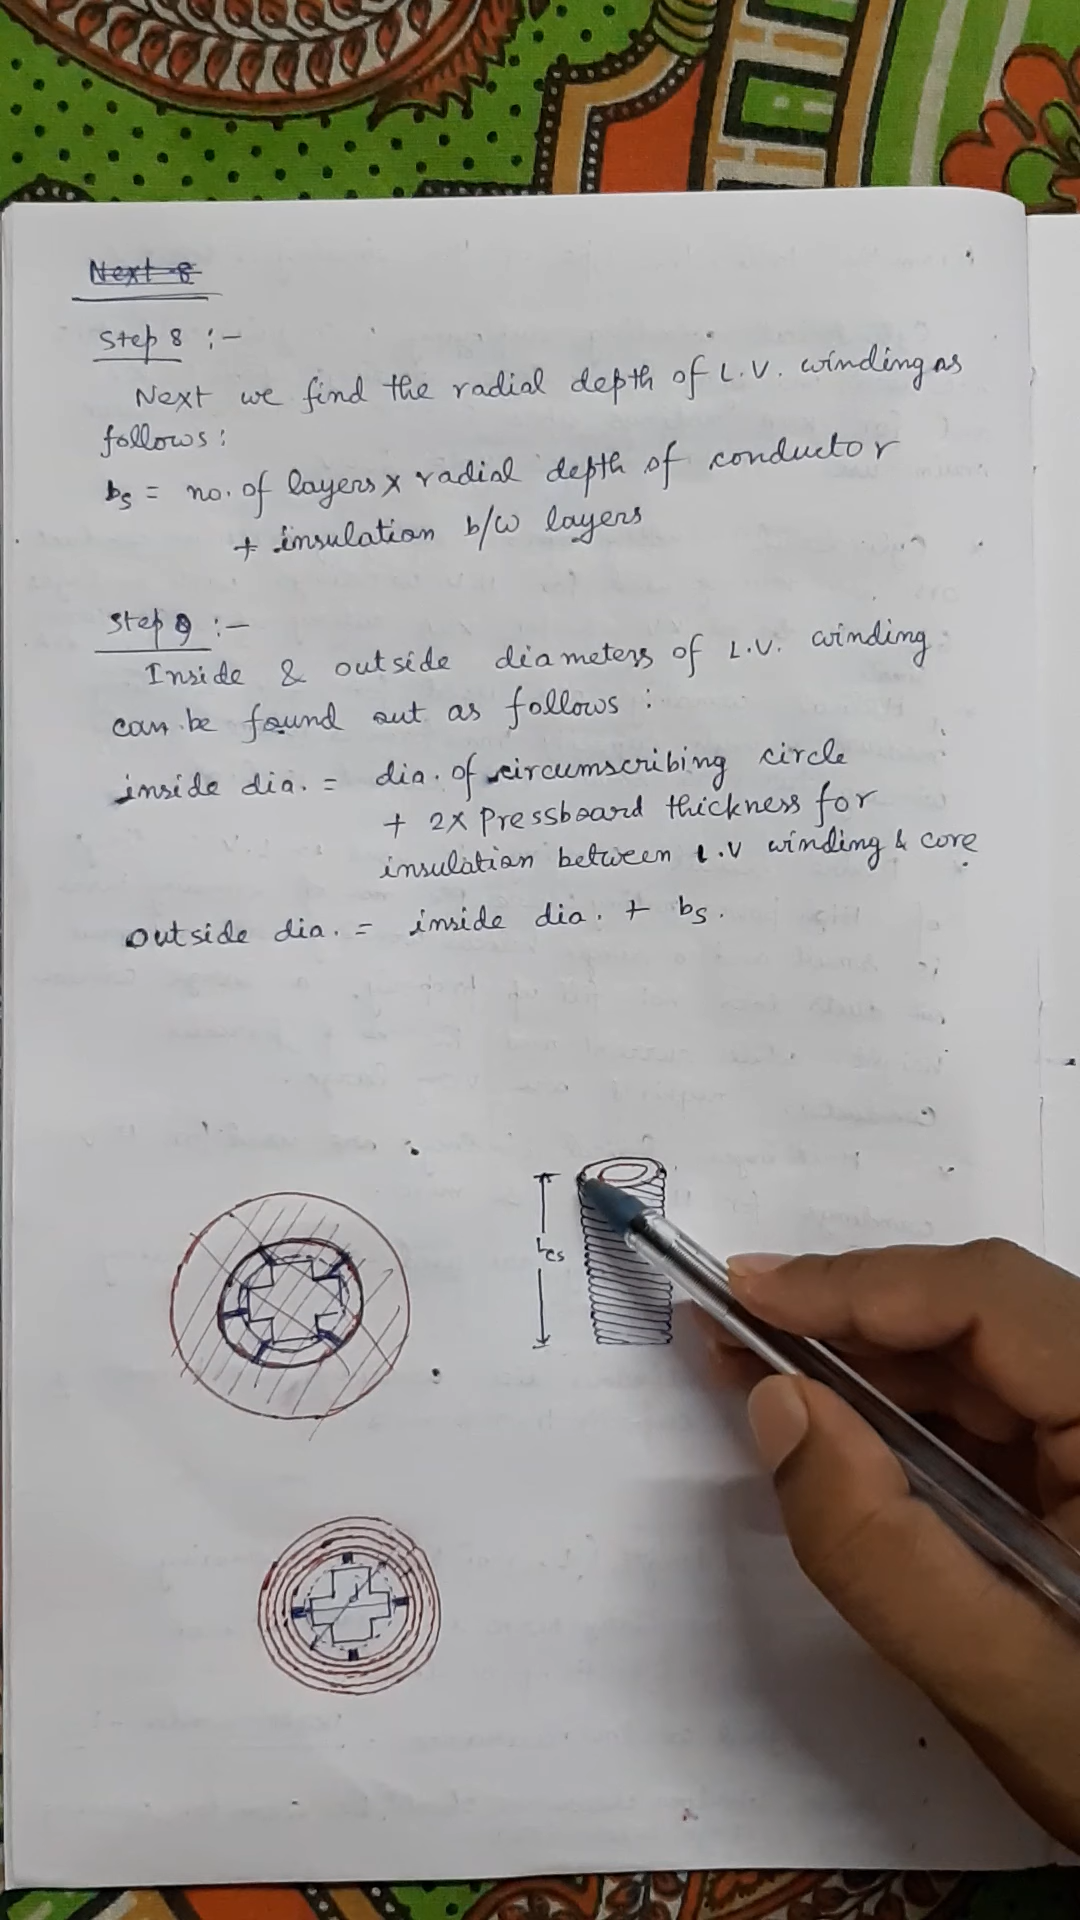 Next 8
Step 8 :-
Next we find the radial depth of L.V. winding as
follows:
bs = no. of layers x radial depth of conductor
+ insulation b/w layers
Step 9 :-
Inside & outside diameters of L.V. winding
can be found out as follows :
inside dia. = dia. of circumscribing circle
+ 2x Pressboard thickness for
insulation between L.V winding & core
outside dia. = inside dia. + bs.
Lcs